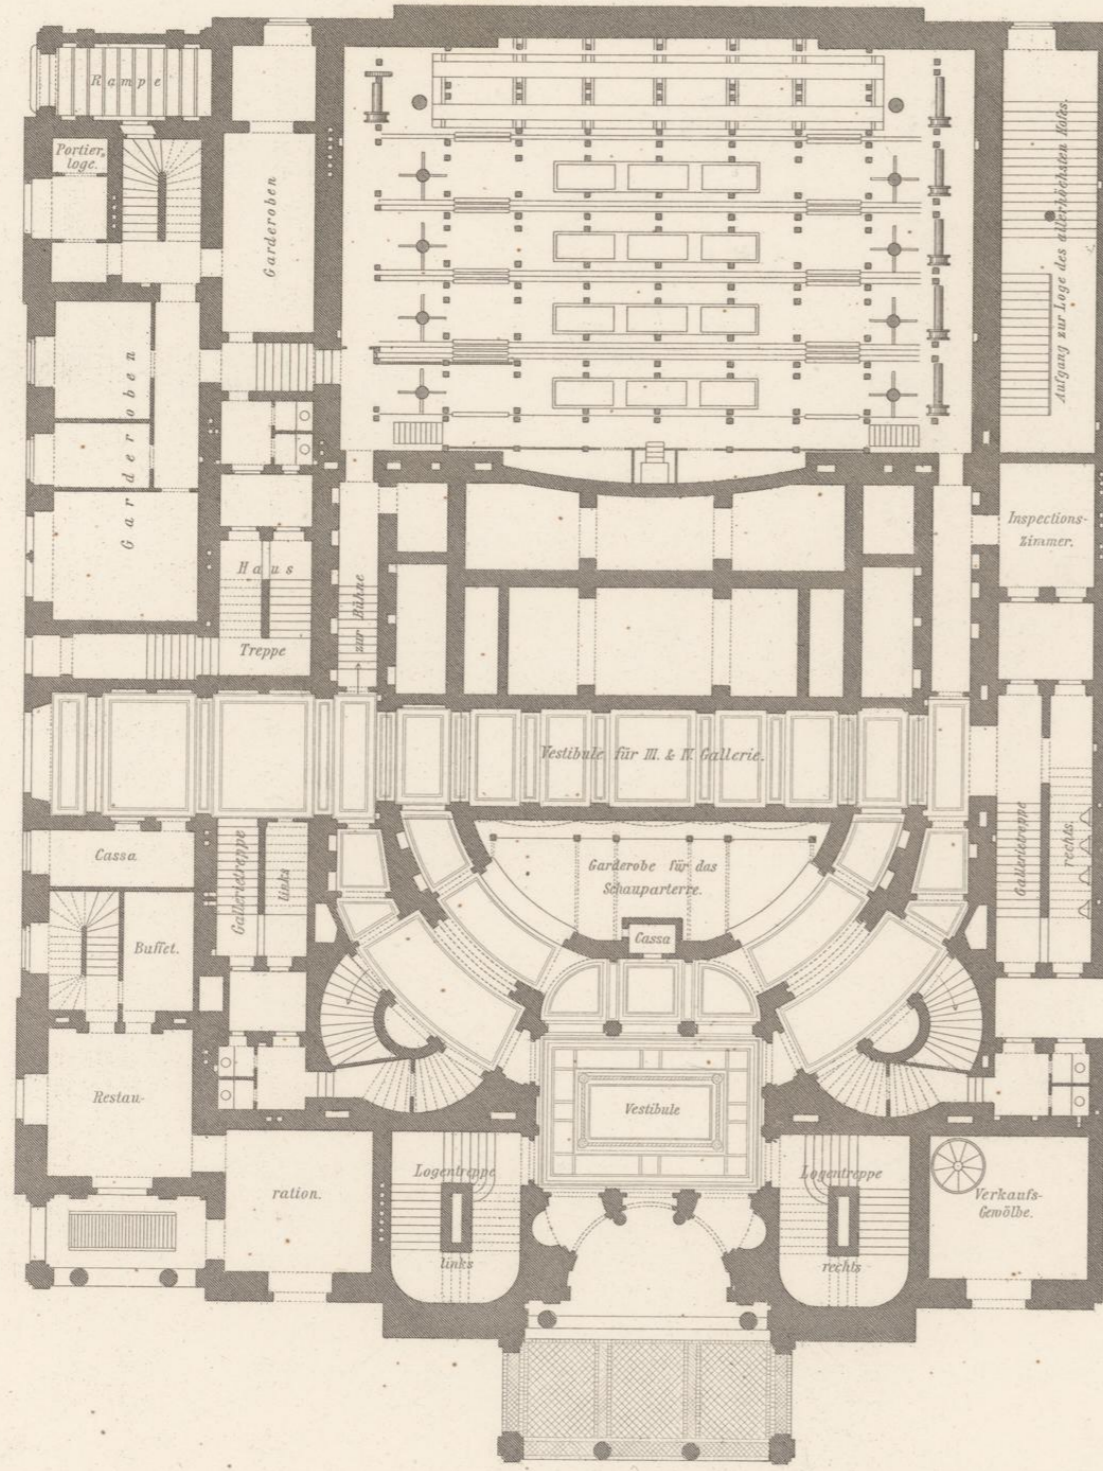 Rampe
Portier,
loge.
Garderoben
Aufgang zur Loge des allerhöchsten Hofes.
Garderoben
Inspections-
zimmer.
Haus
Treppe
zur Bühne
Vestibule für III. & IV. Gallerie.
Cassa
Gallerietreppe
links
Garderobe für das
Schauparterre.
Gallerietreppe
rechts.
Buffet.
Cassa
Restau-
Vestibule
ration.
Logentreppe
links
Logentreppe
rechts
Verkaufs-
Gewölbe.